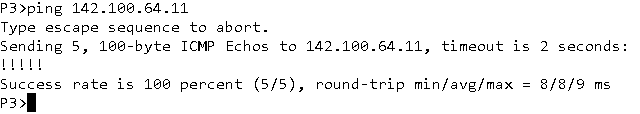 P3>ping 142.100.64.11
Type escape sequence to abort.
Sending 5, 100-byte ICMP Echos to 142.100.64.11, timeout is 2 seconds:
!!!!!
Success rate is 100 percent (5/5), round-trip min/avg/max = 8/8/9 ms
P3>